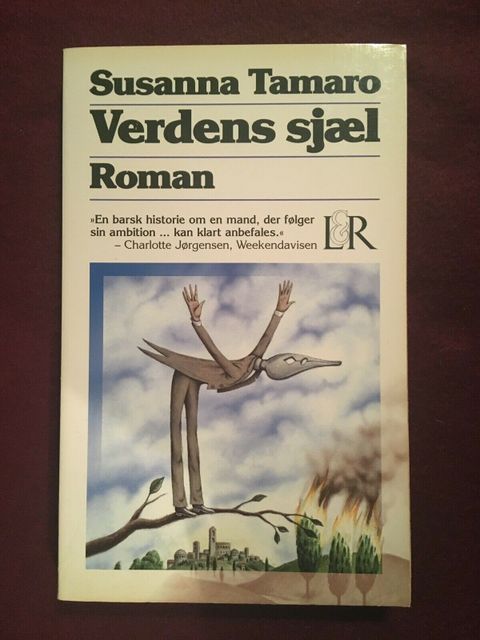 Susanna Tamaro
Verdens sjæl
Roman
»En barsk historie om en mand, der følger
sin ambition ... kan klart anbefales.«
– Charlotte Jørgensen, Weekendavisen
L&R